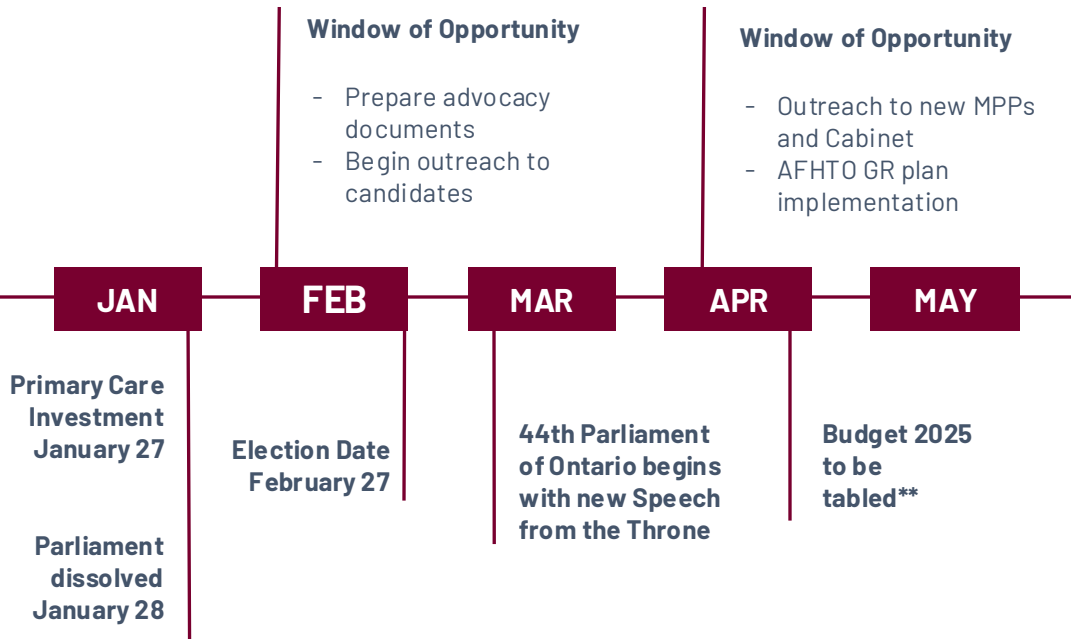 Window of Opportunity
- Prepare advocacy
documents
- Begin outreach to
candidates
Window of Opportunity
- Outreach to new MPPs
and Cabinet
- AFHTO GR plan
implementation
JAN
FEB
MAR
APR
MAY
Primary Care
Investment
January 27
Parliament
dissolved
January 28
Election Date
February 27
44th Parliament
of Ontario begins
with new Speech
from the Throne
Budget 2025
to be
tabled**